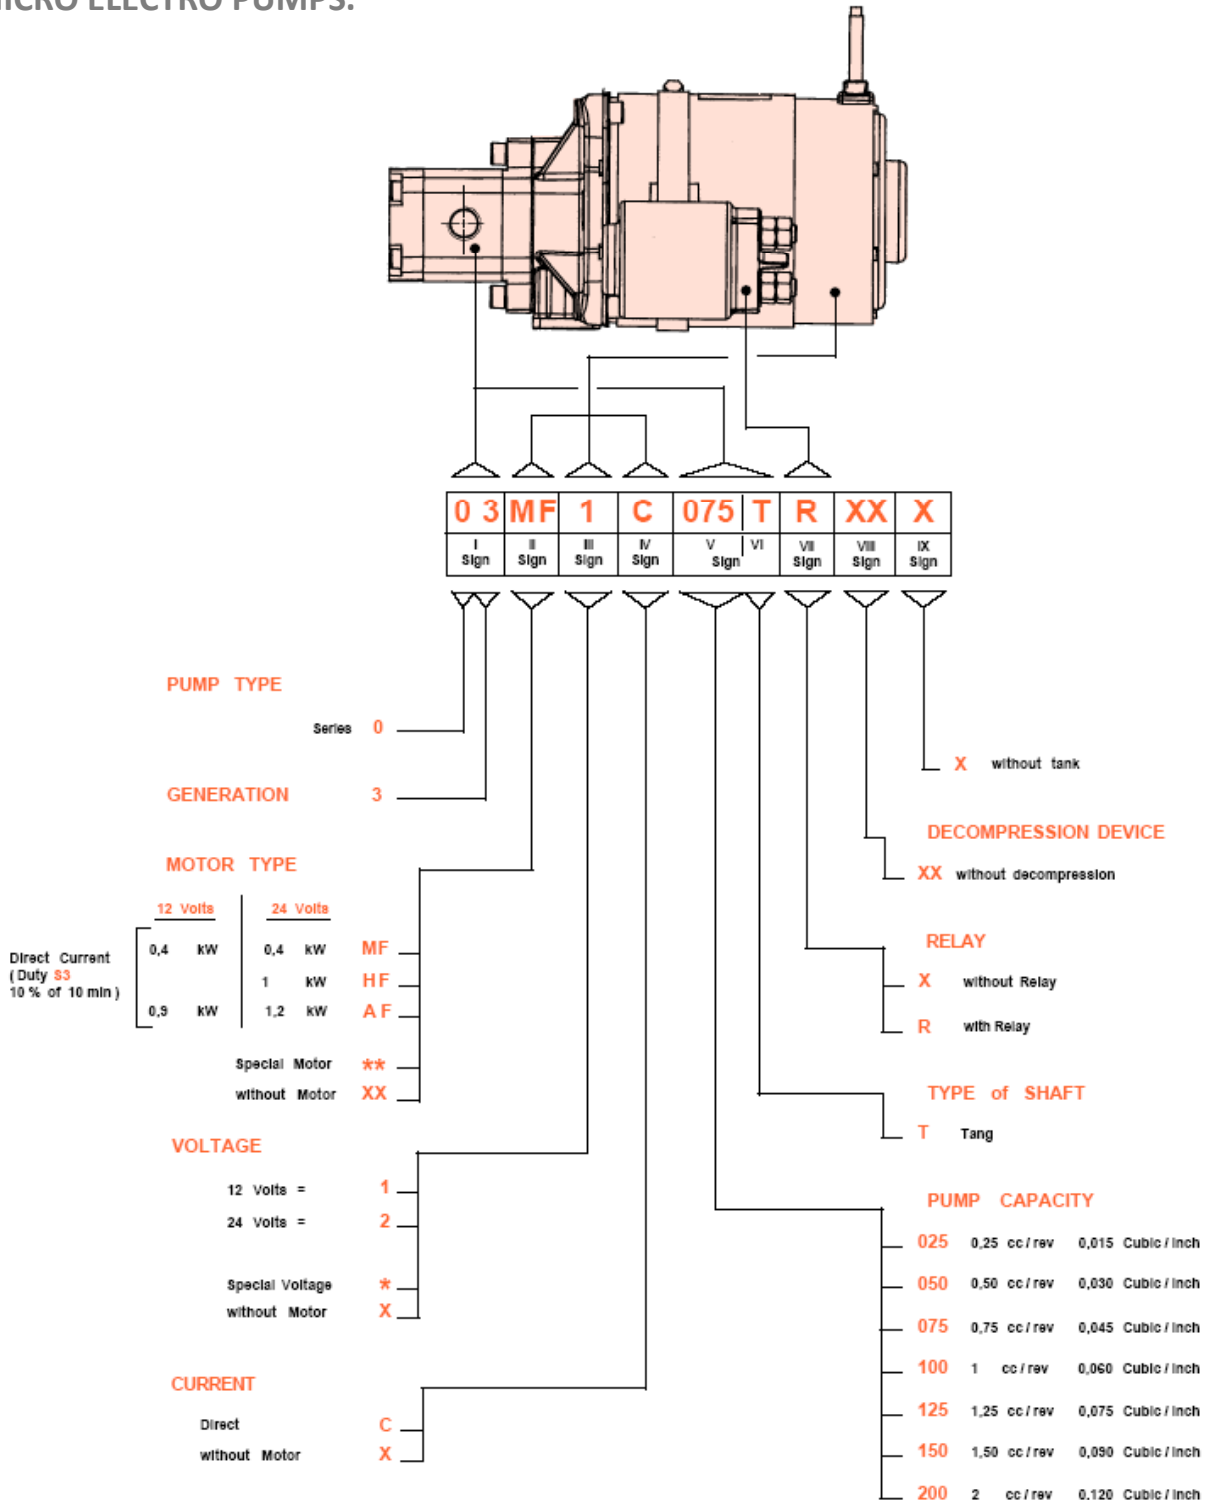 MICRO ELECTRO PUMPS.
0 3 MF 1 C 075 T R XX X
I Sign II Sign III Sign IV Sign V VI Sign VII Sign VIII Sign IX Sign
PUMP TYPE
Series 0
GENERATION 3
MOTOR TYPE
12 Volts 24 Volts
Direct Current
( Duty S3
10 % of 10 min )
0,4 kW 0,4 kW MF
1 kW HF
0,9 kW 1,2 kW A F
Special Motor **
without Motor XX
VOLTAGE
12 Volts = 1
24 Volts = 2
Special Voltage *
without Motor X
CURRENT
Direct C
without Motor X
X without tank
DECOMPRESSION DEVICE
XX without decompression
RELAY
X without Relay
R with Relay
TYPE of SHAFT
T Tang
PUMP CAPACITY
025 0,25 cc / rev 0,015 Cubic / Inch
050 0,50 cc / rev 0,030 Cubic / Inch
075 0,75 cc / rev 0,045 Cubic / Inch
100 1 cc / rev 0,060 Cubic / Inch
125 1,25 cc / rev 0,075 Cubic / Inch
150 1,50 cc / rev 0,090 Cubic / Inch
200 2 cc / rev 0,120 Cubic / Inch